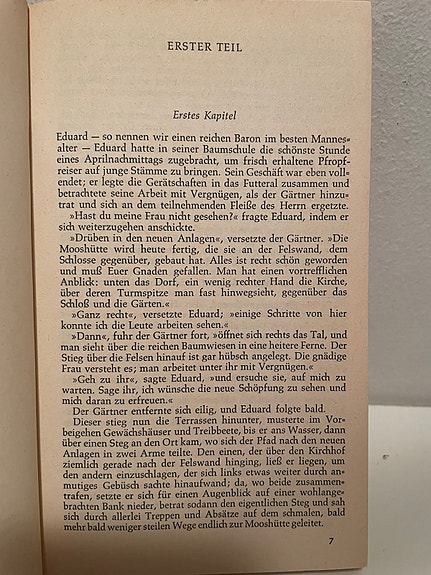 ERSTER TEIL
Erstes Kapitel
Eduard — so nennen wir einen reichen Baron im besten Mannes-
alter — Eduard hatte in seiner Baumschule die schönste Stunde
eines Aprilnachmittags zugebracht, um frisch erhaltene Pfropf-
reiser auf junge Stämme zu bringen. Sein Geschäft war eben voll-
endet; er legte die Gerätschaften in das Futteral zusammen und
betrachtete seine Arbeit mit Vergnügen, als der Gärtner hinzu-
trat und sich an dem teilnehmenden Fleiße des Herrn ergetzte.
»Hast du meine Frau nicht gesehen?« fragte Eduard, indem er
sich weiterzugehen anschickte.
»Drüben in den neuen Anlagen«, versetzte der Gärtner. »Die
Mooshütte wird heute fertig, die sie an der Felswand, dem
Schlosse gegenüber, gebaut hat. Alles ist recht schön geworden
und muß Euer Gnaden gefallen. Man hat einen vortrefflichen
Anblick: unten das Dorf, ein wenig rechter Hand die Kirche,
über deren Turmspitze man fast hinwegsieht, gegenüber das
Schloß und die Gärten.«
»Ganz recht«, versetzte Eduard; »einige Schritte von hier
konnte ich die Leute arbeiten sehen.«
»Dann«, fuhr der Gärtner fort, »öffnet sich rechts das Tal, und
man sieht über die reichen Baumwiesen in eine heitere Ferne. Der
Stieg über die Felsen hinauf ist gar hübsch angelegt. Die gnädige
Frau versteht es; man arbeitet unter ihr mit Vergnügen.«
»Geh zu ihr«, sagte Eduard, »und ersuche sie, auf mich zu
warten. Sage ihr, ich wünsche die neue Schöpfung zu sehen und
mich daran zu erfreuen.«
Der Gärtner entfernte sich eilig, und Eduard folgte bald.
Dieser stieg nun die Terrassen hinunter, musterte im Vor-
beigehen Gewächshäuser und Treibbeete, bis er ans Wasser, dann
über einen Steg an den Ort kam, wo sich der Pfad nach den neuen
Anlagen in zwei Arme teilte. Den einen, der über den Kirchhof
ziemlich gerade nach der Felswand hinging, ließ er liegen, um
den andern einzuschlagen, der sich links etwas weiter durch an-
mutiges Gebüsch sachte hinaufwand; da, wo beide zusammen-
trafen, setzte er sich für einen Augenblick auf einer wohlange-
brachten Bank nieder, betrat sodann den eigentlichen Stieg und sah
sich durch allerlei Treppen und Absätze auf dem schmalen, bald
mehr bald weniger steilen Wege endlich zur Mooshütte geleitet.
7